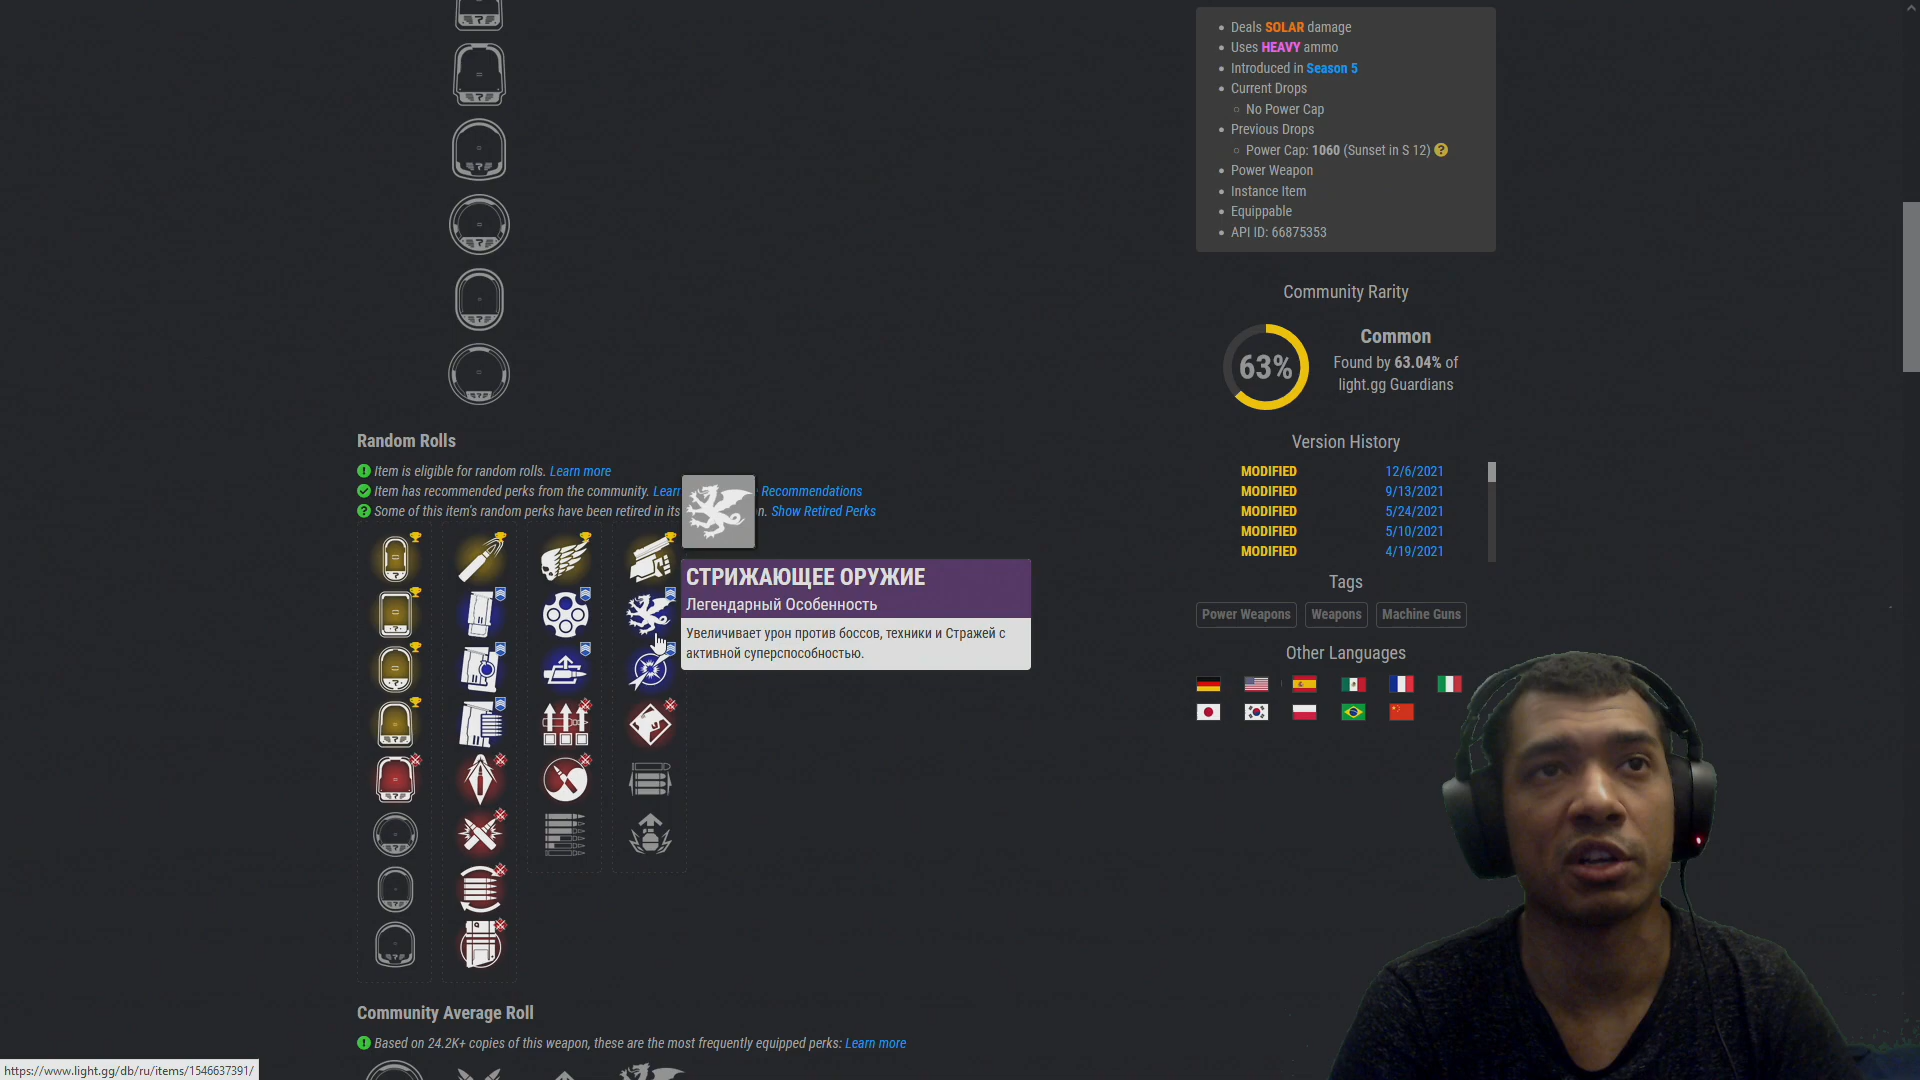 Deals SOLAR damage
Uses HEAVY ammo
Introduced in Season 5
Current Drops
No Power Cap
Previous Drops
Power Cap: 1060 (Sunset in S 12)
Power Weapon
Instance Item
Equippable
API ID: 66875353
Community Rarity
63%
Common
Found by 63.04% of
light.gg Guardians
Version History
MODIFIED 12/6/2021
MODIFIED 9/13/2021
MODIFIED 5/24/2021
MODIFIED 5/10/2021
MODIFIED 4/19/2021
Tags
Power Weapons Weapons Machine Guns
Other Languages
Random Rolls
Item is eligible for random rolls. Learn more
Item has recommended perks from the community. Recommendations
Some of this item's random perks have been retired in its Show Retired Perks
СТРИЖАЮЩЕЕ ОРУЖИЕ
Легендарный Особенность
Увеличивает урон против боссов, техники и Стражей с
активной суперспособностью.
Community Average Roll
Based on 24.2K+ copies of this weapon, these are the most frequently equipped perks: Learn more
https://www.light.gg/db/ru/items/1546637391/